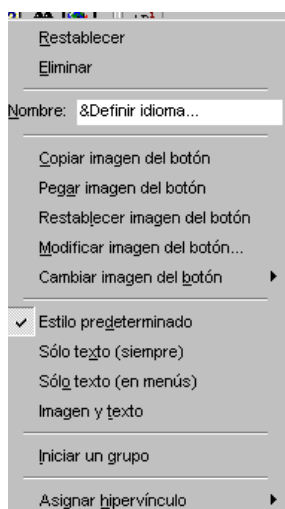 Restablecer
Eliminar
Nombre: &Definir idioma...
Copiar imagen del botón
Pegar imagen del botón
Restablecer imagen del botón
Modificar imagen del botón...
Cambiar imagen del botón
Estilo predeterminado
Sólo texto (siempre)
Sólo texto (en menús)
Imagen y texto
Iniciar un grupo
Asignar hipervínculo